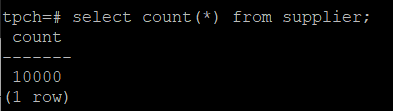 tpch=# select count(*) from supplier;
count
-------
10000
(1 row)